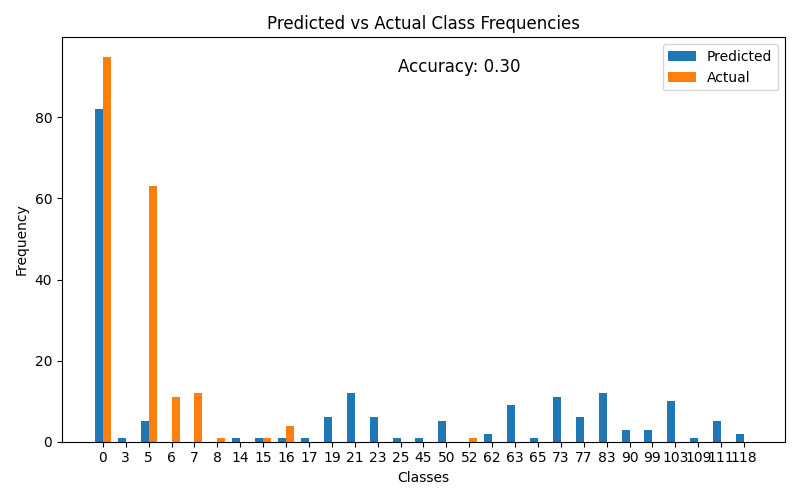 Predicted vs Actual Class Frequencies
Accuracy: 0.30
Predicted
Actual
Frequency
80
60
40
20
0
0 3 5 6 7 8 14 15 16 17 19 21 23 25 45 50 52 62 63 65 73 77 83 90 99 103 109 111 118
Classes